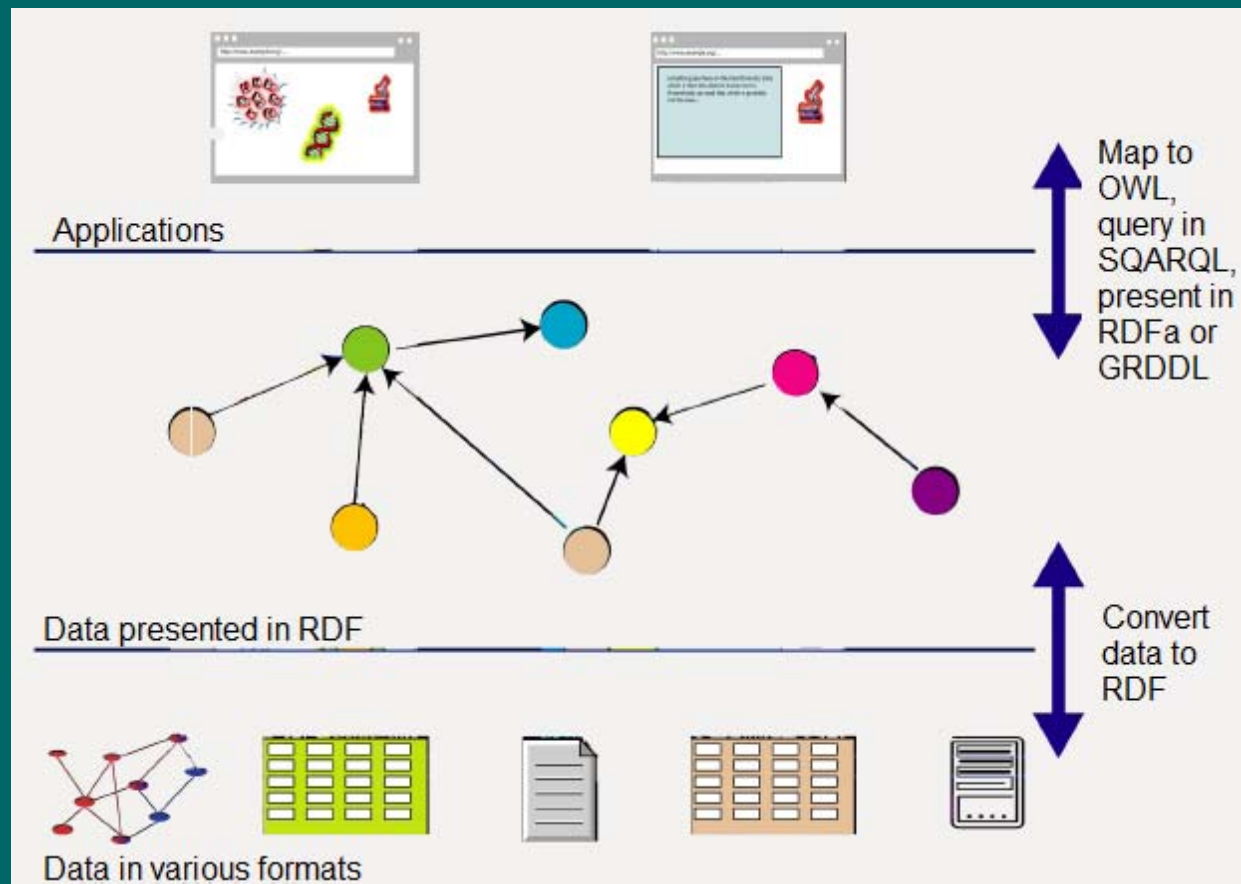 Map to
OWL,
query in
SQARQL,
present in
RDFa or
GRDDL
Applications
Data presented in RDF
Convert
data to
RDF
Data in various formats